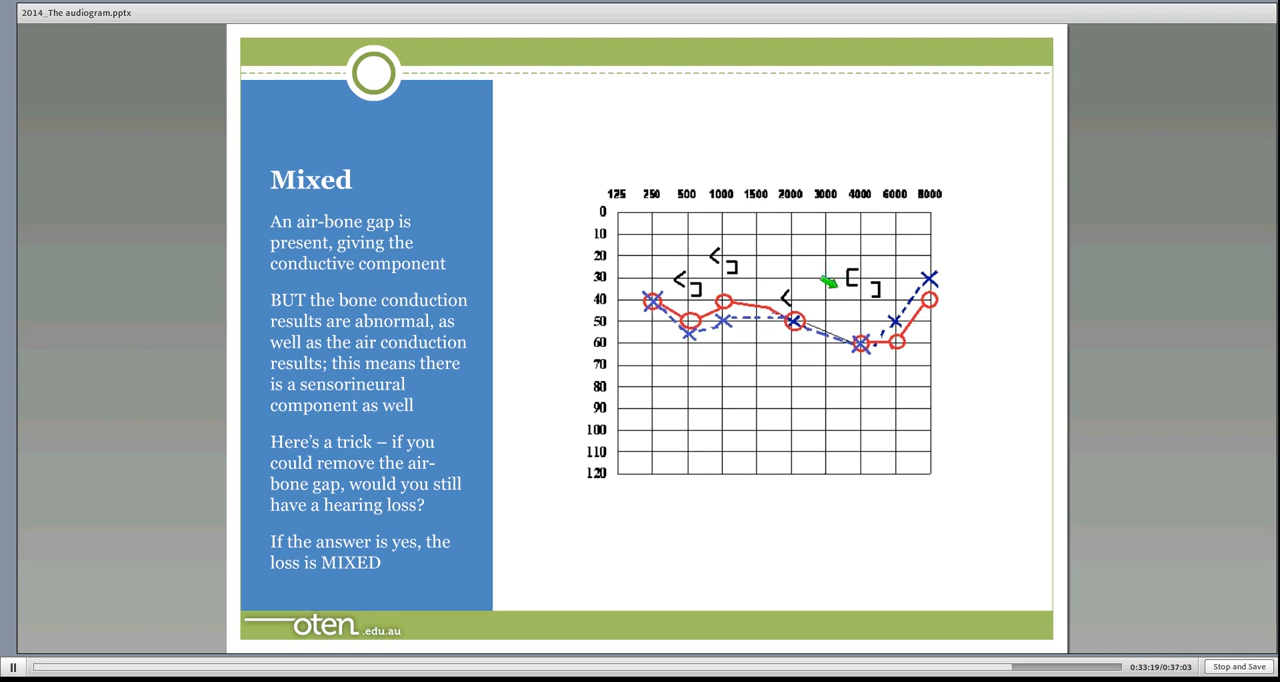 2014_The audiogram.pptx
Mixed
An air-bone gap is
present, giving the
conductive component
BUT the bone conduction
results are abnormal, as
well as the air conduction
results; this means there
is a sensorineural
component as well
Here's a trick – if you
could remove the air-
bone gap, would you still
have a hearing loss?
If the answer is yes, the
loss is MIXED
125 250 500 1000 1500 2000 3000 4000 6000 8000
0
10
20
30
40
50
60
70
80
90
100
110
120
oten.edu.au
0:33:19/0:37:03
Stop and Save